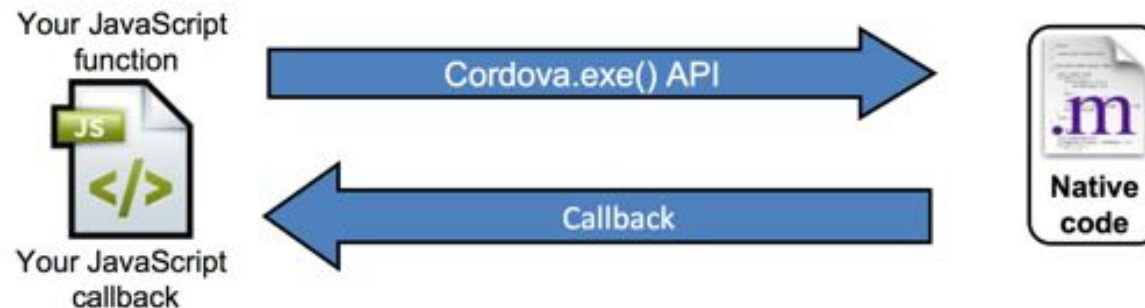 Your JavaScript
function
Cordova.exe() API
JS
</>
.m
Native
code
Callback
Your JavaScript
callback